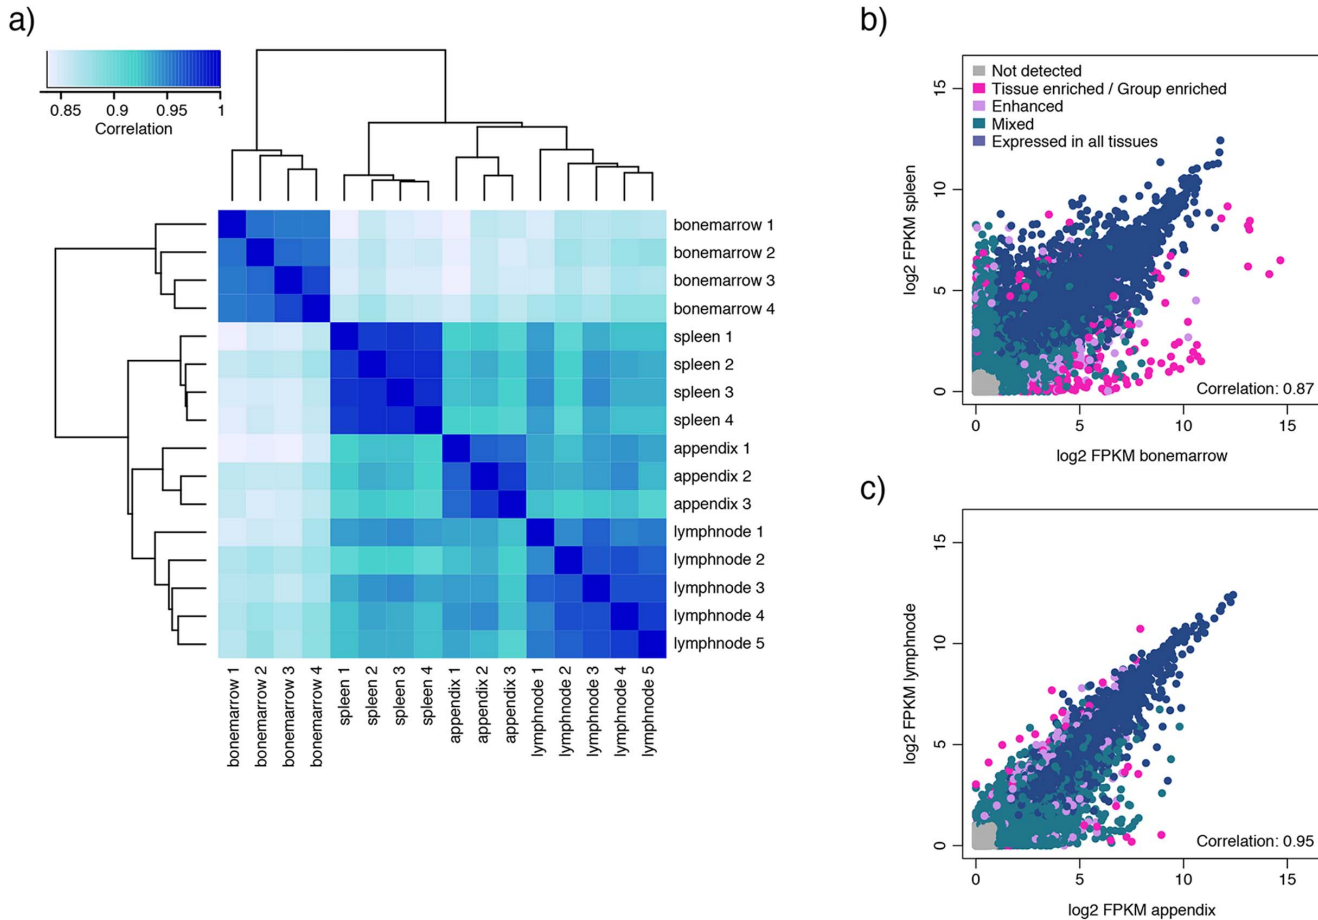 a)
0.85 0.9 0.95 1
Correlation
bonemarrow 1
bonemarrow 2
bonemarrow 3
bonemarrow 4
spleen 1
spleen 2
spleen 3
spleen 4
appendix 1
appendix 2
appendix 3
lymphnode 1
lymphnode 2
lymphnode 3
lymphnode 4
lymphnode 5
bonemarrow 1
bonemarrow 2
bonemarrow 3
bonemarrow 4
spleen 1
spleen 2
spleen 3
spleen 4
appendix 1
appendix 2
appendix 3
lymphnode 1
lymphnode 2
lymphnode 3
lymphnode 4
lymphnode 5
b)
Not detected
Tissue enriched / Group enriched
Enhanced
Mixed
Expressed in all tissues
log2 FPKM spleen
15
10
5
0
Correlation: 0.87
0 5 10 15
log2 FPKM bonemarrow
c)
log2 FPKM lymphnode
15
10
5
0
Correlation: 0.95
0 5 10 15
log2 FPKM appendix